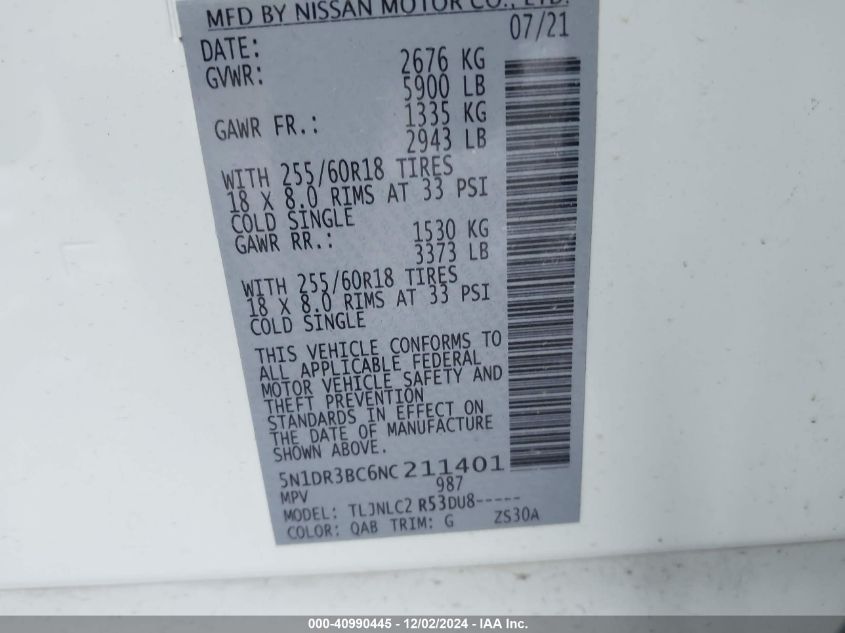 MFD BY NISSAN MOTOR CO., LTD.
DATE: 07/21
GVWR: 2676 KG
5900 LB
GAWR FR.: 1335 KG
2943 LB
WITH 255/60R18 TIRES
18 X 8.0 RIMS AT 33 PSI
COLD SINGLE
GAWR RR.: 1530 KG
3373 LB
WITH 255/60R18 TIRES
18 X 8.0 RIMS AT 33 PSI
COLD SINGLE
THIS VEHICLE CONFORMS TO
ALL APPLICABLE FEDERAL
MOTOR VEHICLE SAFETY AND
THEFT PREVENTION
STANDARDS IN EFFECT ON
THE DATE OF MANUFACTURE
SHOWN ABOVE.
5N1DR3BC6NC211401
MPV 987
MODEL: TLJNLC2 R53DU8-----
COLOR: QAB TRIM: G ZS30A
000-40990445 - 12/02/2024 - IAA Inc.